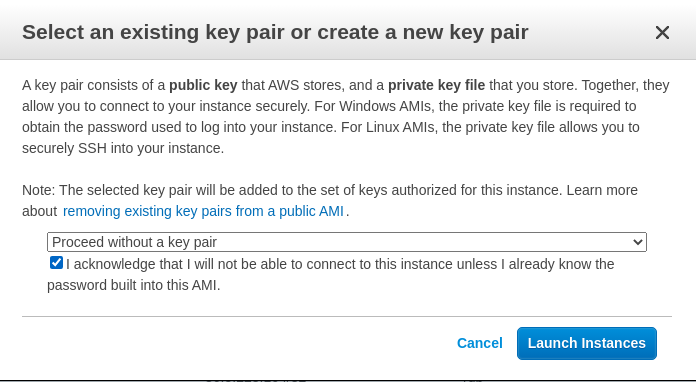 Select an existing key pair or create a new key pair
A key pair consists of a public key that AWS stores, and a private key file that you store. Together, they
allow you to connect to your instance securely. For Windows AMIs, the private key file is required to
obtain the password used to log into your instance. For Linux AMIs, the private key file allows you to
securely SSH into your instance.
Note: The selected key pair will be added to the set of keys authorized for this instance. Learn more
about removing existing key pairs from a public AMI .
Proceed without a key pair
I acknowledge that I will not be able to connect to this instance unless I already know the
password built into this AMI.
Cancel Launch Instances